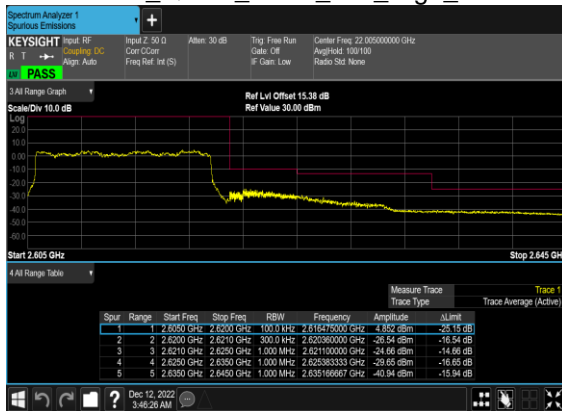 Spectrum Analyzer 1
Spurious Emissions
KEYSIGHT Input: RF Input Z: 50 Ω Atten: 30 dB Trig: Free Run Center Freq: 22.005000000 GHz
R T Coupling: DC Corr CCorr Gate: Off Avg|Hold: 100/100
Align: Auto Freq Ref: Int (S) IF Gain: Low Radio Std: None
PASS
3 All Range Graph
Ref Lvl Offset 15.38 dB
Scale/Div 10.0 dB Ref Value 30.00 dBm
Log
20.0
10.0
0.00
-10.0
-20.0
-30.0
-40.0
-50.0
-60.0
Start 2.605 GHz Stop 2.645 GH
4 All Range Table
Measure Trace Trace 1
Trace Type Trace Average (Active)
Spur Range Start Freq Stop Freq RBW Frequency Amplitude ΔLimit
1 1 2.6050 GHz 2.6200 GHz 100.0 kHz 2.616475000 GHz 4.852 dBm -25.15 dB
2 2 2.6200 GHz 2.6210 GHz 300.0 kHz 2.620360000 GHz -26.54 dBm -16.54 dB
3 3 2.6210 GHz 2.6250 GHz 1.000 MHz 2.621100000 GHz -24.66 dBm -14.66 dB
4 4 2.6250 GHz 2.6350 GHz 1.000 MHz 2.625383333 GHz -29.65 dBm -16.65 dB
5 5 2.6350 GHz 2.6450 GHz 1.000 MHz 2.635166667 GHz -40.94 dBm -15.94 dB
Dec 12, 2022
3:46:26 AM